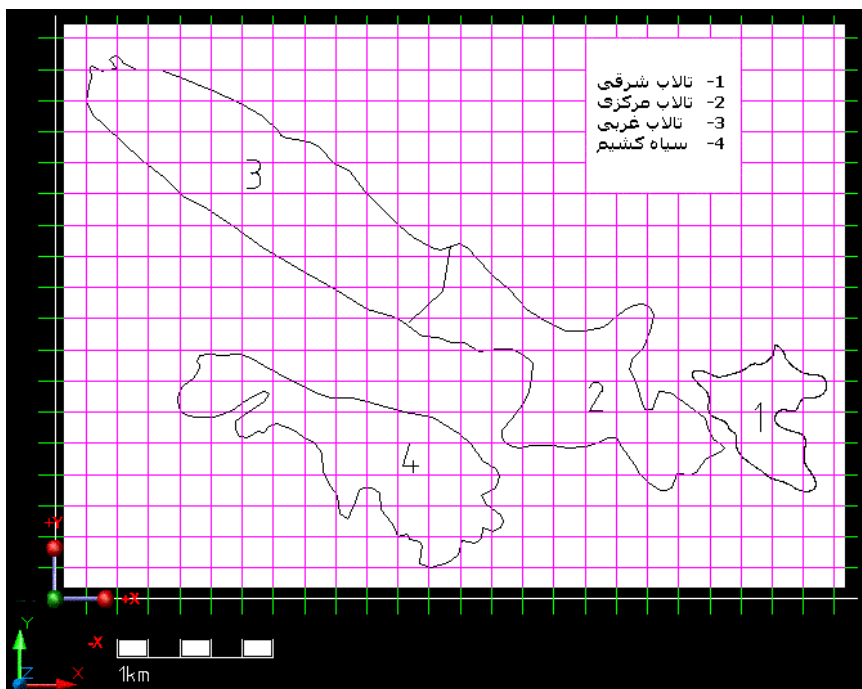 1- تالاب شرقی
2- تالاب مرکزی
3- تالاب غربی
4- سیاه کشیم
3
2
1
4
+Y
+X
-X
Y
Z
X
1km